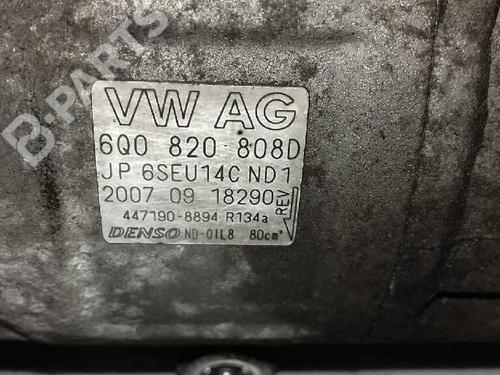 B-PARTS
VW AG
6Q0 820 808D
JP 6SEU14C ND1
2007 09 18290
REV
447190-8894 R134a
DENSO ND-OIL8 80cm³